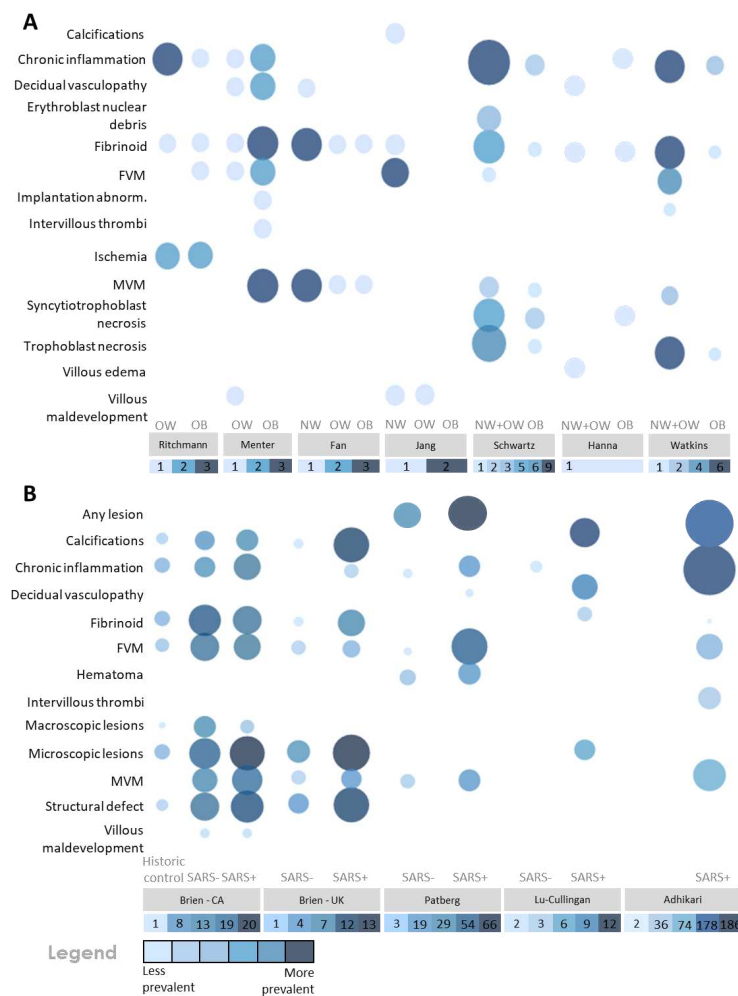 A
Calcifications
Chronic inflammation
Decidual vasculopathy
Erythroblast nuclear
debris
Fibrinoid
FVM
Implantation abnorm.
Intervillous thrombi
Ischemia
MVM
Syncytiotrophoblast
necrosis
Trophoblast necrosis
Villous edema
Villous
maldevelopment
OW OB OW OB NW OW OB NW OW OB NW+OW OB NW+OW OB NW+OW OB
Ritchmann Menter Fan Jang Schwartz Hanna Watkins
1 2 3 1 2 3 1 2 3 1 2 1 2 3 5 6 9 1 1 2 4 6
B
Any lesion
Calcifications
Chronic inflammation
Decidual vasculopathy
Fibrinoid
FVM
Hematoma
Intervillous thrombi
Macroscopic lesions
Microscopic lesions
MVM
Structural defect
Villous
maldevelopment
Historic
control SARS- SARS+ SARS- SARS+ SARS- SARS+ SARS- SARS+ SARS+
Brien - CA Brien - UK Patberg Lu-Cullingan Adhikari
1 8 13 19 20 1 4 7 12 13 3 19 29 54 66 2 3 6 9 12 2 36 74 178 186
Legend
Less
prevalent
More
prevalent